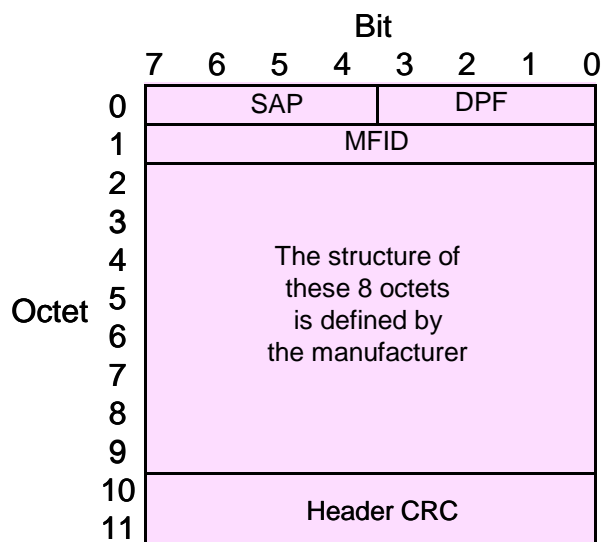 Bit
7 6 5 4 3 2 1 0
0 SAP DPF
1 MFID
2
3
4 The structure of
5 these 8 octets
Octet
6 is defined by
7 the manufacturer
8
9
10
Header CRC
11